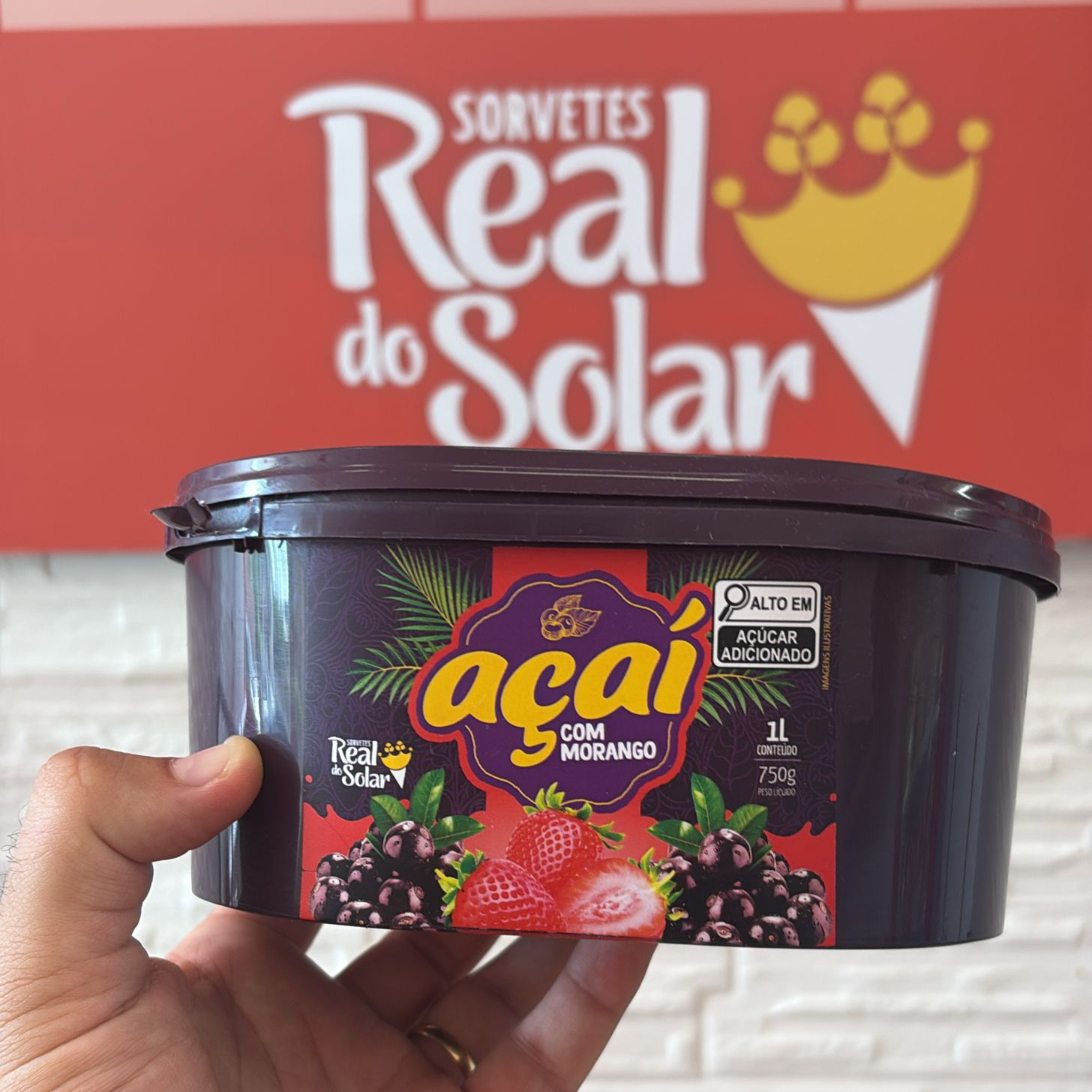 SORVETES
Real
do Solar
açaí
COM
MORANGO
ALTO EM
AÇÚCAR
ADICIONADO
IMAGENS ILUSTRATIVAS
SORVETES
Real
do Solar
1L
CONTEÚDO
750g
PESO LÍQUIDO